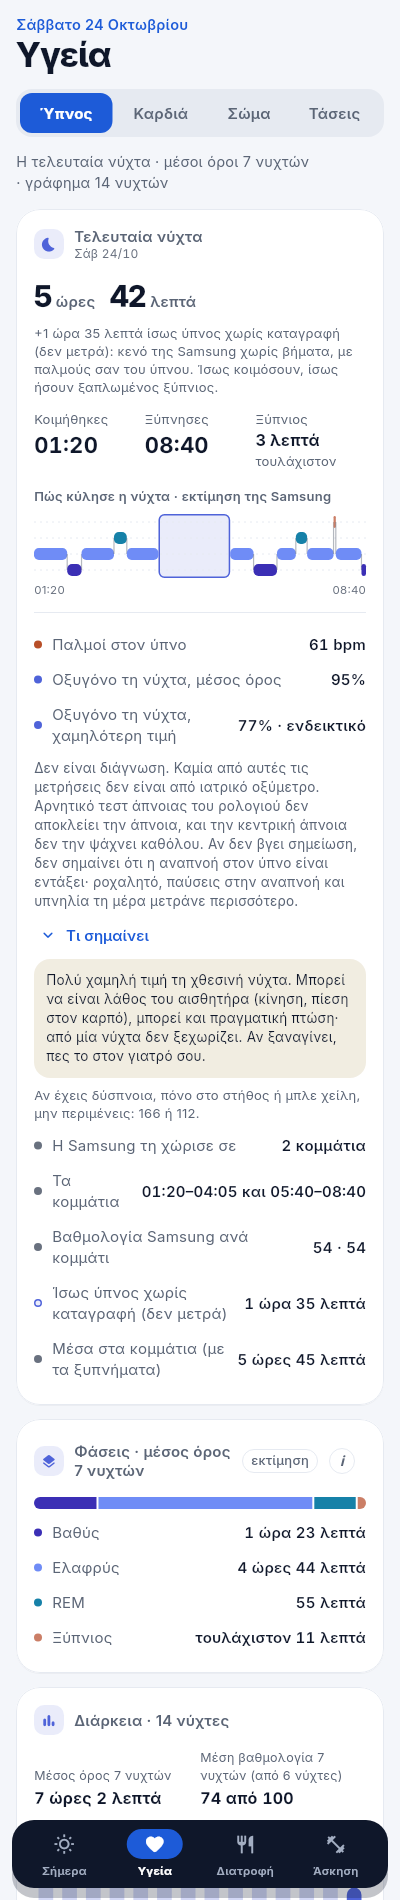 Σάββατο 24 Οκτωβρίου
Υγεία
Ύπνος
Καρδιά
Σώμα
Τάσεις
Η τελευταία νύχτα · μέσοι όροι 7 νυχτών
· γράφημα 14 νυχτών
Τελευταία νύχτα
Σάβ 24/10
5 ώρες 42 λεπτά
+1 ώρα 35 λεπτά ίσως ύπνος χωρίς καταγραφή
(δεν μετρά): κενό της Samsung χωρίς βήματα, με
παλμούς σαν του ύπνου. Ίσως κοιμόσουν, ίσως
ήσουν ξαπλωμένος ξύπνιος.
Κοιμήθηκες
Ξύπνησες
Ξύπνιος
01:20
08:40
3 λεπτά
τουλάχιστον
Πώς κύλησε η νύχτα · εκτίμηση της Samsung
01:20
08:40
Παλμοί στον ύπνο
61 bpm
Οξυγόνο τη νύχτα, μέσος όρος
95%
Οξυγόνο τη νύχτα,
χαμηλότερη τιμή
77% · ενδεικτικό
Δεν είναι διάγνωση. Καμία από αυτές τις
μετρήσεις δεν είναι από ιατρικό οξύμετρο.
Αρνητικό τεστ άπνοιας του ρολογιού δεν
αποκλείει την άπνοια, και την κεντρική άπνοια
δεν την ψάχνει καθόλου. Αν δεν βγει σημείωση,
δεν σημαίνει ότι η αναπνοή στον ύπνο είναι
εντάξει· ροχαλητό, παύσεις στην αναπνοή και
υπνηλία τη μέρα μετράνε περισσότερο.
Τι σημαίνει
Πολύ χαμηλή τιμή τη χθεσινή νύχτα. Μπορεί
να είναι λάθος του αισθητήρα (κίνηση, πίεση
στον καρπό), μπορεί και πραγματική πτώση·
από μία νύχτα δεν ξεχωρίζει. Αν ξαναγίνει,
πες το στον γιατρό σου.
Αν έχεις δύσπνοια, πόνο στο στήθος ή μπλε χείλη,
μην περιμένεις: 166 ή 112.
Η Samsung τη χώρισε σε
2 κομμάτια
Τα
κομμάτια
01:20–04:05 και 05:40–08:40
Βαθμολογία Samsung ανά
κομμάτι
54 · 54
Ίσως ύπνος χωρίς
καταγραφή (δεν μετρά)
1 ώρα 35 λεπτά
Μέσα στα κομμάτια (με
τα ξυπνήματα)
5 ώρες 45 λεπτά
Φάσεις · μέσος όρος
7 νυχτών
εκτίμηση
i
Βαθύς
1 ώρα 23 λεπτά
Ελαφρύς
4 ώρες 44 λεπτά
REM
55 λεπτά
Ξύπνιος
τουλάχιστον 11 λεπτά
Διάρκεια · 14 νύχτες
Μέσος όρος 7 νυχτών
Μέση βαθμολογία 7
νυχτών (από 6 νύχτες)
7 ώρες 2 λεπτά
74 από 100
Σήμερα
Υγεία
Διατροφή
Άσκηση